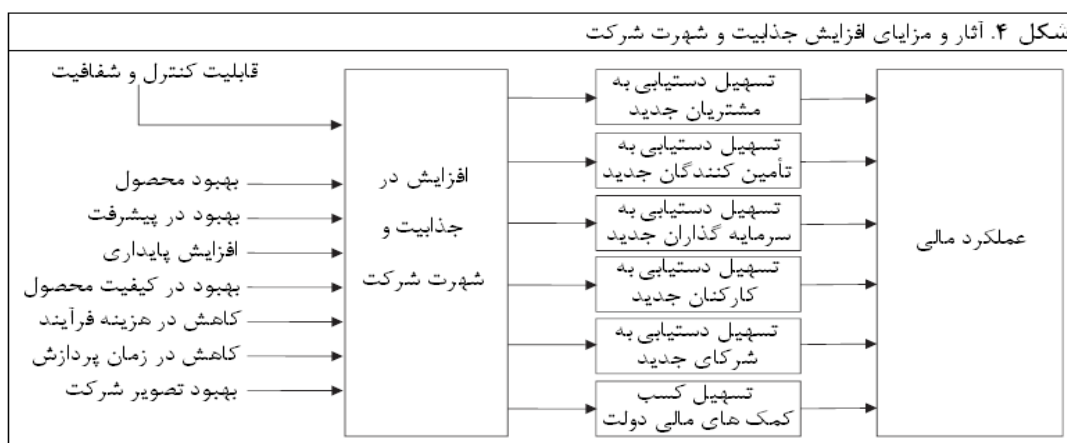 شکل ۴. آثار و مزایای افزایش جذابیت و شهرت شرکت
قابلیت کنترل و شفافیت
بهبود محصول
بهبود در پیشرفت
افزایش پایداری
بهبود در کیفیت محصول
کاهش در هزینه فرآیند
کاهش در زمان پردازش
بهبود تصویر شرکت
افزایش در
جذابیت و
شهرت شرکت
تسهیل دستیابی به
مشتریان جدید
تسهیل دستیابی به
تأمین کنندگان جدید
تسهیل دستیابی به
سرمایه گذاران جدید
تسهیل دستیابی به
کارکنان جدید
تسهیل دستیابی به
شرکای جدید
تسهیل کسب
کمک های مالی دولت
عملکرد مالی